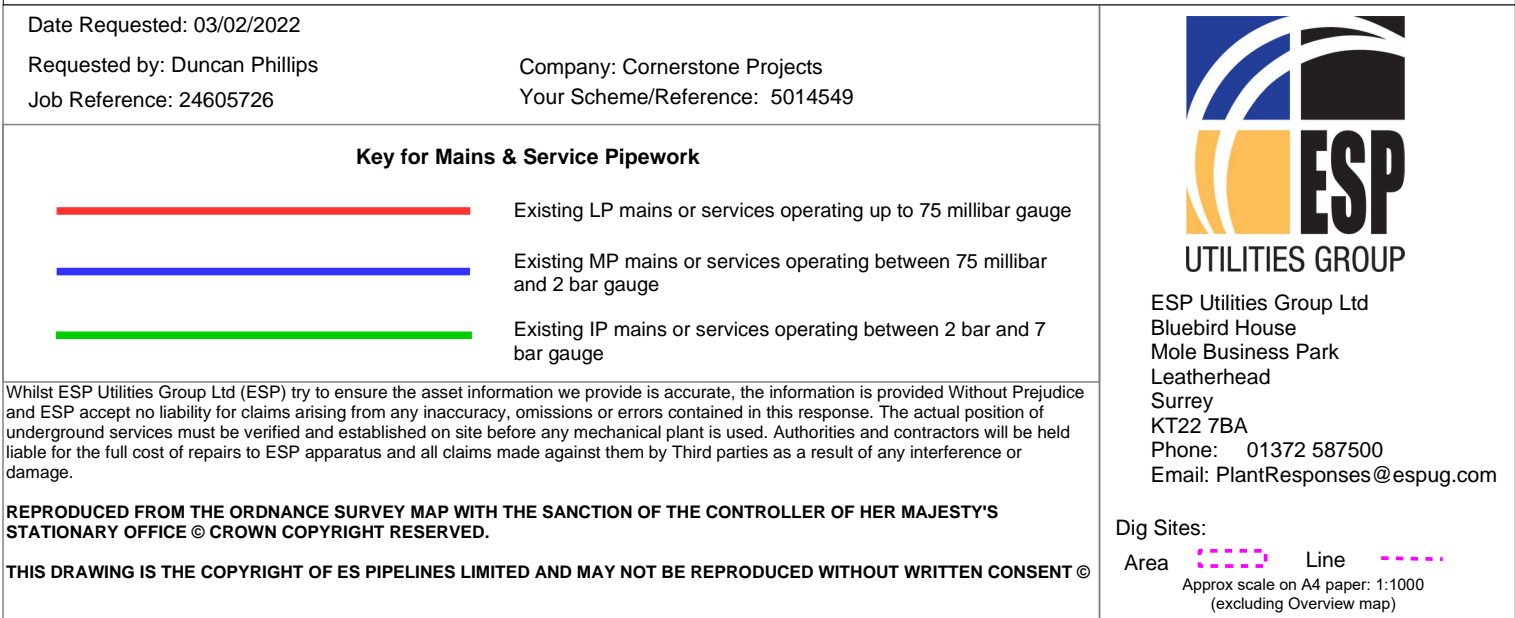 Date Requested: 03/02/2022
Requested by: Duncan Phillips
Job Reference: 24605726
Company: Cornerstone Projects
Your Scheme/Reference: 5014549
Key for Mains & Service Pipework
Existing LP mains or services operating up to 75 millibar gauge
Existing MP mains or services operating between 75 millibar
and 2 bar gauge
Existing IP mains or services operating between 2 bar and 7
bar gauge
Whilst ESP Utilities Group Ltd (ESP) try to ensure the asset information we provide is accurate, the information is provided Without Prejudice
and ESP accept no liability for claims arising from any inaccuracy, omissions or errors contained in this response. The actual position of
underground services must be verified and established on site before any mechanical plant is used. Authorities and contractors will be held
liable for the full cost of repairs to ESP apparatus and all claims made against them by Third parties as a result of any interference or
damage.
REPRODUCED FROM THE ORDNANCE SURVEY MAP WITH THE SANCTION OF THE CONTROLLER OF HER MAJESTY'S
STATIONARY OFFICE © CROWN COPYRIGHT RESERVED.
THIS DRAWING IS THE COPYRIGHT OF ES PIPELINES LIMITED AND MAY NOT BE REPRODUCED WITHOUT WRITTEN CONSENT ©
ESP
UTILITIES GROUP
ESP Utilities Group Ltd
Bluebird House
Mole Business Park
Leatherhead
Surrey
KT22 7BA
Phone: 01372 587500
Email: PlantResponses@espug.com
Dig Sites:
Area Line
Approx scale on A4 paper: 1:1000
(excluding Overview map)